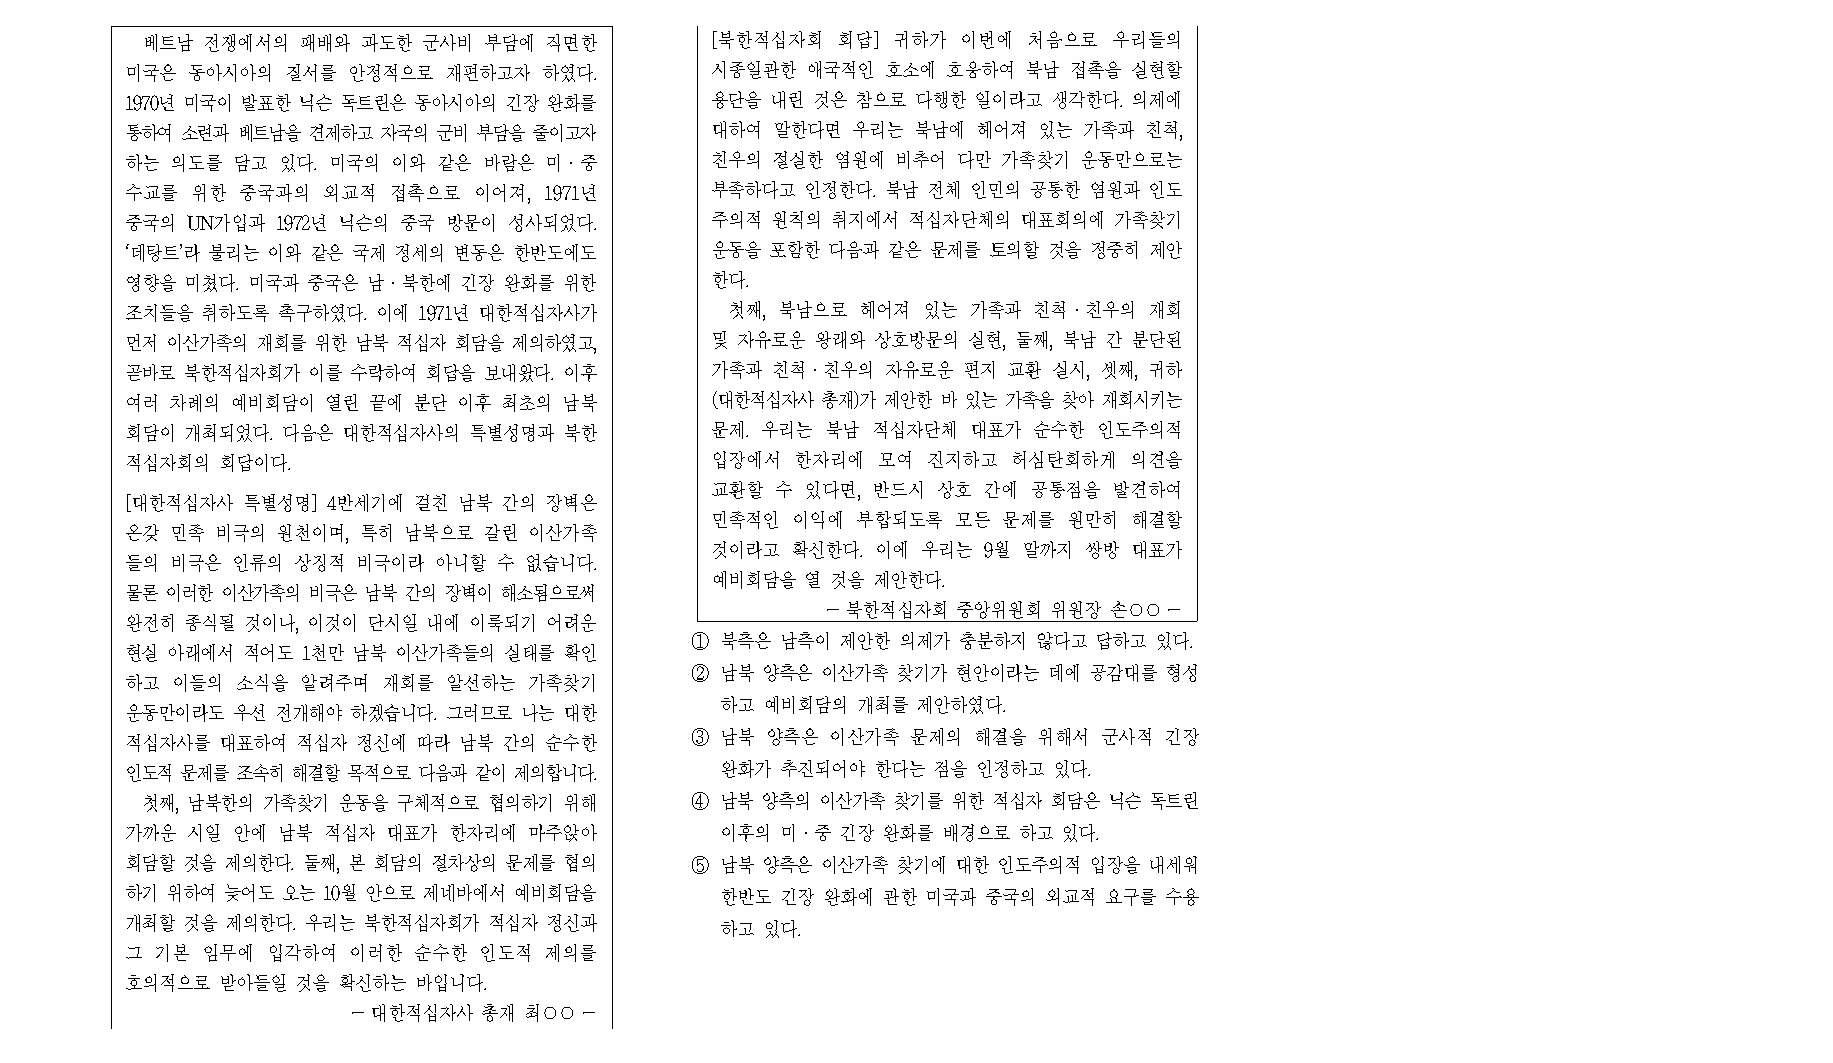 베트남 전쟁에서의 패배와 과도한 군사비 부담에 직면한
미국은 동아시아의 질서를 안정적으로 재편하고자 하였다.
1970년 미국이 발표한 닉슨 독트린은 동아시아의 긴장 완화를
통하여 소련과 베트남을 견제하고 자국의 군비 부담을 줄이고자
하는 의도를 담고 있다. 미국의 이와 같은 바람은 미·중
수교를 위한 중국과의 외교적 접촉으로 이어져, 1971년
중국의 UN가입과 1972년 닉슨의 중국 방문이 성사되었다.
‘데탕트’라 불리는 이와 같은 국제 정세의 변동은 한반도에도
영향을 미쳤다. 미국과 중국은 남·북한에 긴장 완화를 위한
조치들을 취하도록 촉구하였다. 이에 1971년 대한적십자사가
먼저 이산가족의 재회를 위한 남북 적십자 회담을 제의하였고,
곧바로 북한적십자회가 이를 수락하여 회답을 보내왔다. 이후
여러 차례의 예비회담이 열린 끝에 분단 이후 최초의 남북
회담이 개최되었다. 다음은 대한적십자사의 특별성명과 북한
적십자회의 회답이다.
[대한적십자사 특별성명] 4반세기에 걸친 남북 간의 장벽은
온갖 민족 비극의 원천이며, 특히 남북으로 갈린 이산가족
들의 비극은 인류의 상징적 비극이라 아니할 수 없습니다.
물론 이러한 이산가족의 비극은 남북 간의 장벽이 해소됨으로써
완전히 종식될 것이나, 이것이 단시일 내에 이룩되기 어려운
현실 아래에서 적어도 1천만 남북 이산가족들의 실태를 확인
하고 이들의 소식을 알려주며 재회를 알선하는 가족찾기
운동만이라도 우선 전개해야 하겠습니다. 그러므로 나는 대한
적십자사를 대표하여 적십자 정신에 따라 남북 간의 순수한
인도적 문제를 조속히 해결할 목적으로 다음과 같이 제의합니다.
첫째, 남북한의 가족찾기 운동을 구체적으로 협의하기 위해
가까운 시일 안에 남북 적십자 대표가 한자리에 마주앉아
회담할 것을 제의한다. 둘째, 본 회담의 절차상의 문제를 협의
하기 위하여 늦어도 오는 10월 안으로 제네바에서 예비회담을
개최할 것을 제의한다. 우리는 북한적십자회가 적십자 정신과
그 기본 임무에 입각하여 이러한 순수한 인도적 제의를
호의적으로 받아들일 것을 확신하는 바입니다.
- 대한적십자사 총재 최○○ -
[북한적십자회 회답] 귀하가 이번에 처음으로 우리들의
시종일관한 애국적인 호소에 호응하여 북남 접촉을 실현할
용단을 내린 것은 참으로 다행한 일이라고 생각한다. 의제에
대하여 말한다면 우리는 북남에 헤어져 있는 가족과 친척,
친우의 절실한 염원에 비추어 다만 가족찾기 운동만으로는
부족하다고 인정한다. 북남 전체 인민의 공통한 염원과 인도
주의적 원칙의 취지에서 적십자단체의 대표회의에 가족찾기
운동을 포함한 다음과 같은 문제를 토의할 것을 정중히 제안
한다.
첫째, 북남으로 헤어져 있는 가족과 친척·친우의 재회
및 자유로운 왕래와 상호방문의 실현, 둘째, 북남 간 분단된
가족과 친척·친우의 자유로운 편지 교환 실시, 셋째, 귀하
(대한적십자사 총재)가 제안한 바 있는 가족을 찾아 재회시키는
문제. 우리는 북남 적십자단체 대표가 순수한 인도주의적
입장에서 한자리에 모여 진지하고 허심탄회하게 의견을
교환할 수 있다면, 반드시 상호 간에 공통점을 발견하여
민족적인 이익에 부합되도록 모든 문제를 원만히 해결할
것이라고 확신한다. 이에 우리는 9월 말까지 쌍방 대표가
예비회담을 열 것을 제안한다.
- 북한적십자회 중앙위원회 위원장 손○○ -
① 북측은 남측이 제안한 의제가 충분하지 않다고 답하고 있다.
② 남북 양측은 이산가족 찾기가 현안이라는 데에 공감대를 형성
하고 예비회담의 개최를 제안하였다.
③ 남북 양측은 이산가족 문제의 해결을 위해서 군사적 긴장
완화가 추진되어야 한다는 점을 인정하고 있다.
④ 남북 양측의 이산가족 찾기를 위한 적십자 회담은 닉슨 독트린
이후의 미·중 긴장 완화를 배경으로 하고 있다.
⑤ 남북 양측은 이산가족 찾기에 대한 인도주의적 입장을 내세워
한반도 긴장 완화에 관한 미국과 중국의 외교적 요구를 수용
하고 있다.